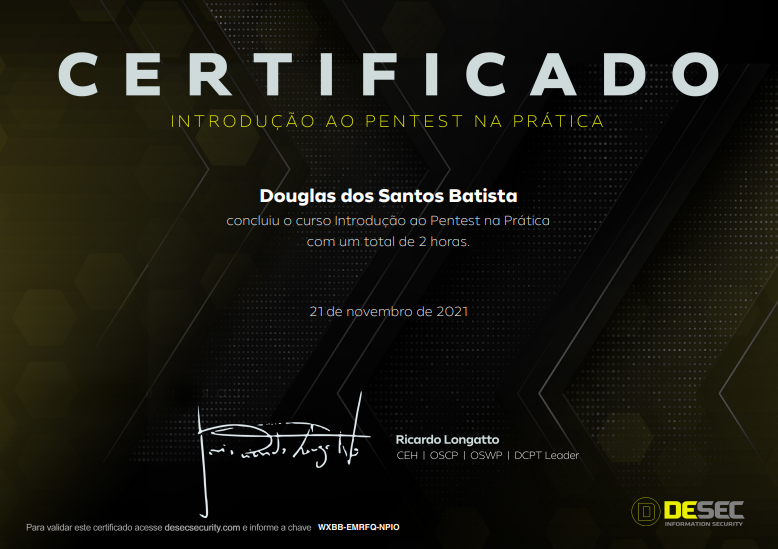 CERTIFICADO
INTRODUÇÃO AO PENTEST NA PRÁTICA
Douglas dos Santos Batista
concluiu o curso Introdução ao Pentest na Prática
com um total de 2 horas.
21 de novembro de 2021
Ricardo Longatto
CEH | OSCP | OSWP | DCPT Leader
DESEC
INFORMATION SECURITY
Para validar este certificado acesse desecsecurity.com e informe a chave WXBB-EMRFQ-NPIO